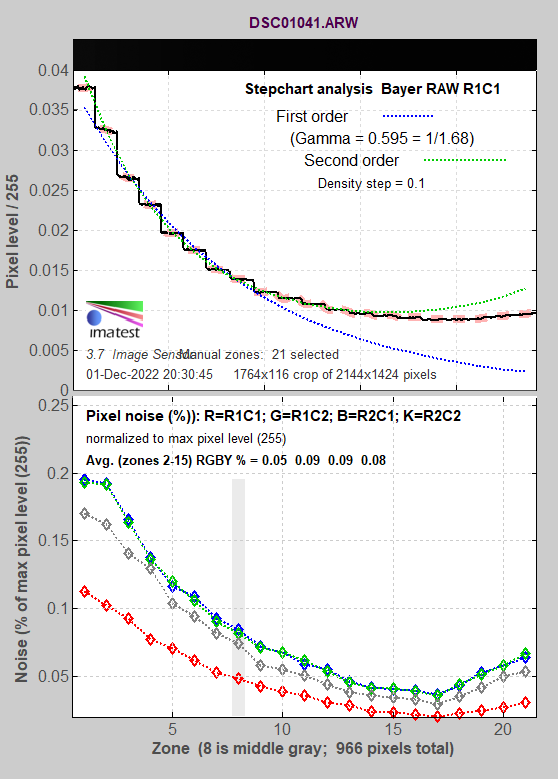 DSC01041.ARW
0.04
0.035
0.03
0.025
0.02
0.015
0.01
0.005
0
Pixel level / 255
Stepchart analysis Bayer RAW R1C1
First order
(Gamma = 0.595 = 1/1.68)
Second order
Density step = 0.1
imatest
3.7 Image Sensor
Manual zones: 21 selected
01-Dec-2022 20:30:45 1764x116 crop of 2144x1424 pixels
0.25
0.2
0.15
0.1
0.05
Noise (% of max pixel level (255))
Pixel noise (%)): R=R1C1; G=R1C2; B=R2C1; K=R2C2
normalized to max pixel level (255)
Avg. (zones 2-15) RGBY % = 0.05 0.09 0.09 0.08
5 10 15 20
Zone (8 is middle gray; 966 pixels total)